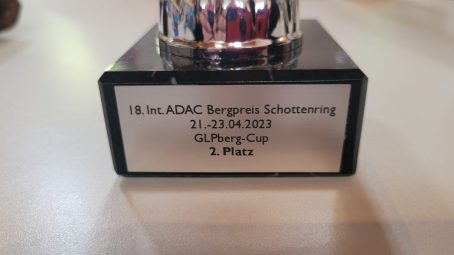 18. Int. ADAC Bergpreis Schottenring
21.-23.04.2023
GLPberg-Cup
2. Platz